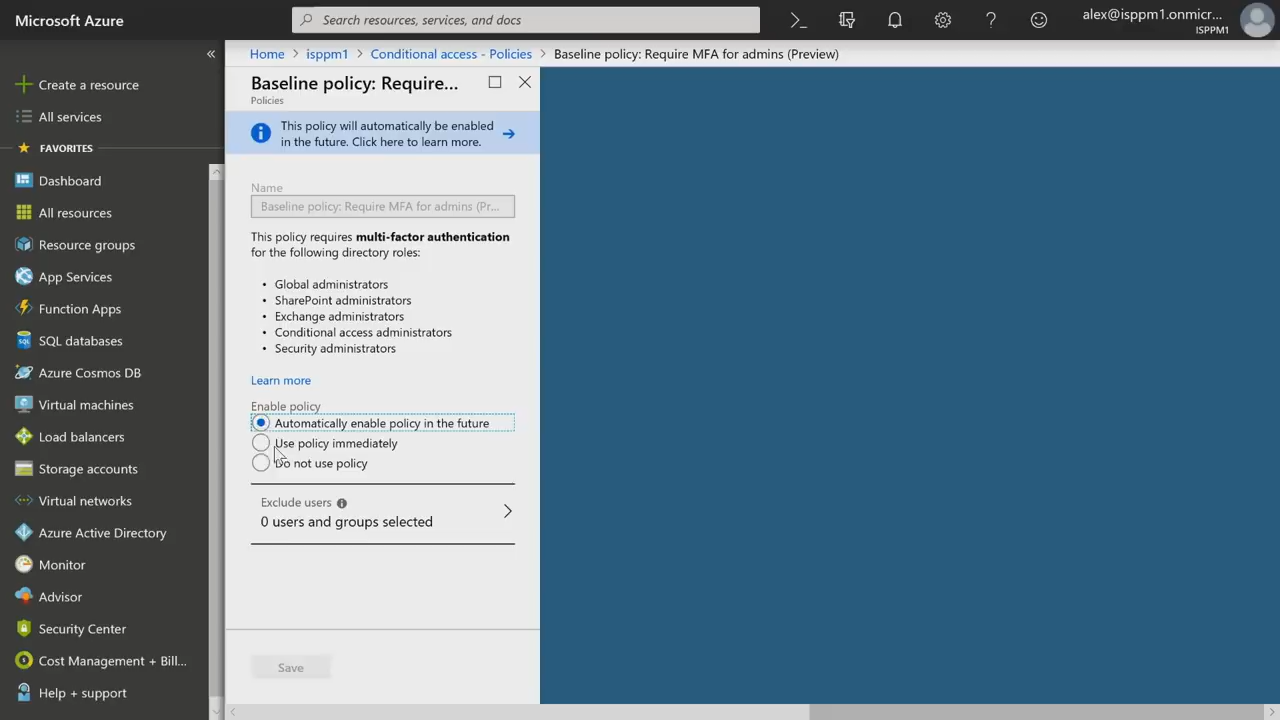 Microsoft Azure
Search resources, services, and docs
alex@isppm1.onmicr...
ISPPM1
Home > isppm1 > Conditional access - Policies > Baseline policy: Require MFA for admins (Preview)
Create a resource
All services
FAVORITES
Dashboard
All resources
Resource groups
App Services
Function Apps
SQL databases
Azure Cosmos DB
Virtual machines
Load balancers
Storage accounts
Virtual networks
Azure Active Directory
Monitor
Advisor
Security Center
Cost Management + Bill...
Help + support
Baseline policy: Require...
Policies
This policy will automatically be enabled
in the future. Click here to learn more.
Name
Baseline policy: Require MFA for admins (Pr...
This policy requires multi-factor authentication
for the following directory roles:
• Global administrators
• SharePoint administrators
• Exchange administrators
• Conditional access administrators
• Security administrators
Learn more
Enable policy
Automatically enable policy in the future
Use policy immediately
Do not use policy
Exclude users
0 users and groups selected
Save